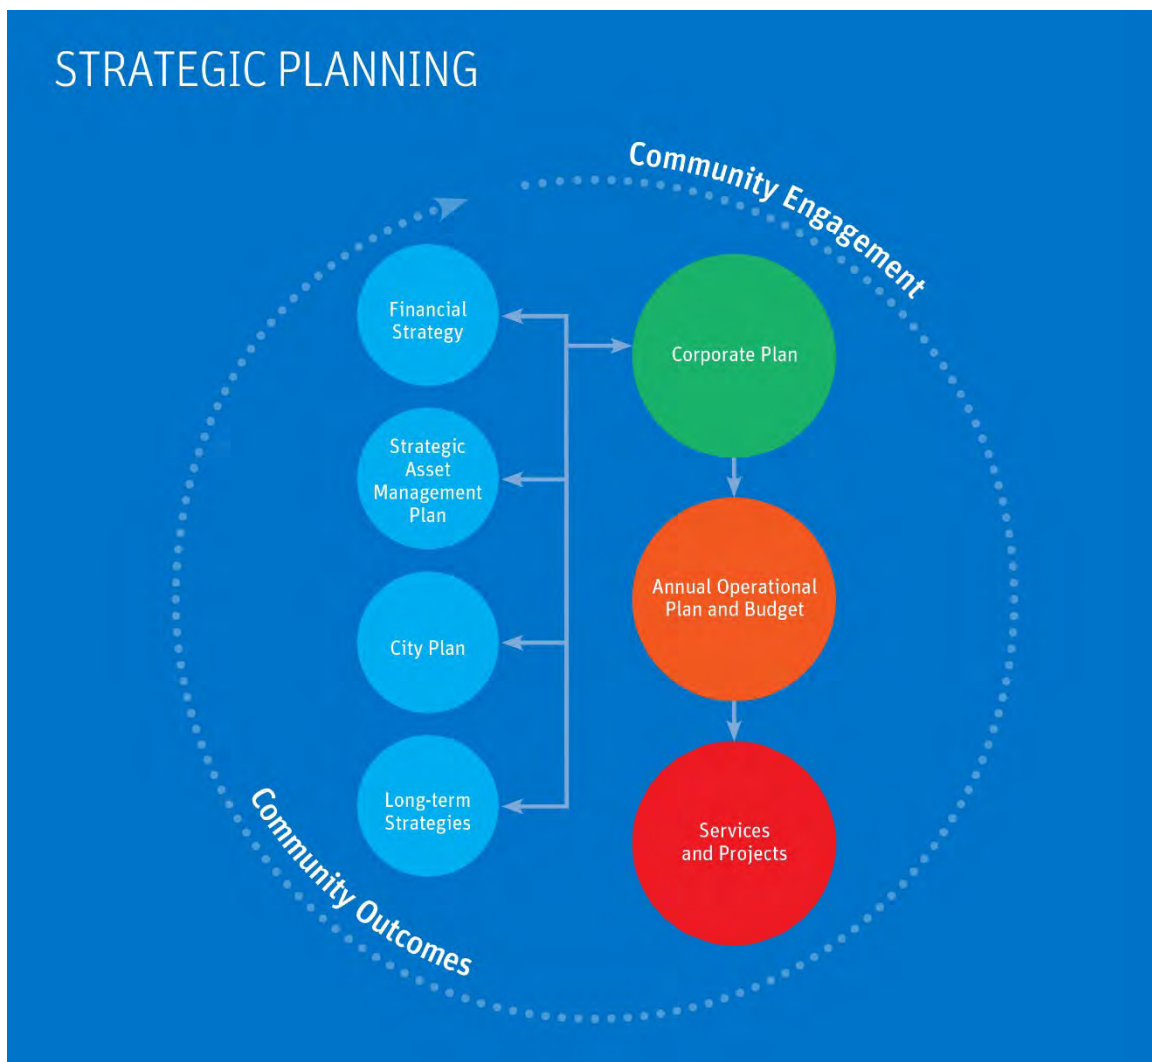 STRATEGIC PLANNING
Community Engagement
Financial
Strategy
Corporate Plan
Strategic
Asset
Management
Plan
Annual Operational
Plan and Budget
City Plan
Long-term
Strategies
Services
and Projects
Community Outcomes